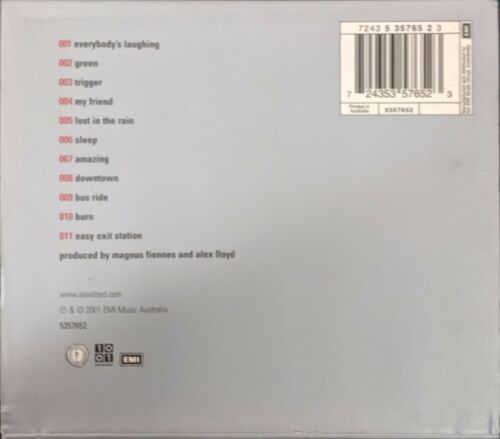 001 everybody's laughing
002 green
003 trigger
004 my friend
005 lost in the rain
006 sleep
007 amazing
008 downtown
009 bus ride
010 burn
011 easy exit station
produced by magnus fiennes and alex lloyd
www.alexlloyd.com
℗ & © 2001 EMI Music Australia
5357652
10
01
EMI
7243 5 35765 2 3
7 24353 57652 3
Printed in
Australia
5357652
EMI